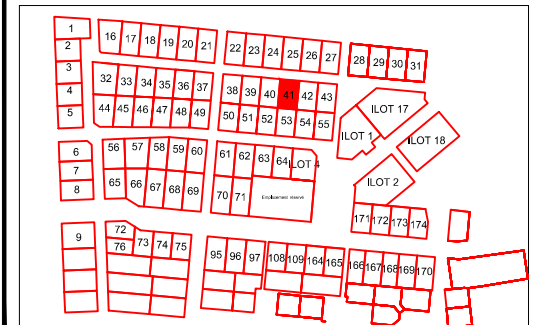 1
16 17 18 19 20 21
22 23 24 25 26 27
28 29 30 31
2
3
4
5
32 33 34 35 36 37
44 45 46 47 48 49
38 39 40 41 42 43
50 51 52 53 54 55
ILOT 17
ILOT 1
ILOT 18
ILOT 2
6
7
8
56 57 58 59 60
65 66 67 68 69
61 62 63 64 ILOT 4
70 71 Emplacement réservé
171 172 173 174
9
72
76 73 74 75
95 96 97
108 109 164 165
166 167 168 169 170